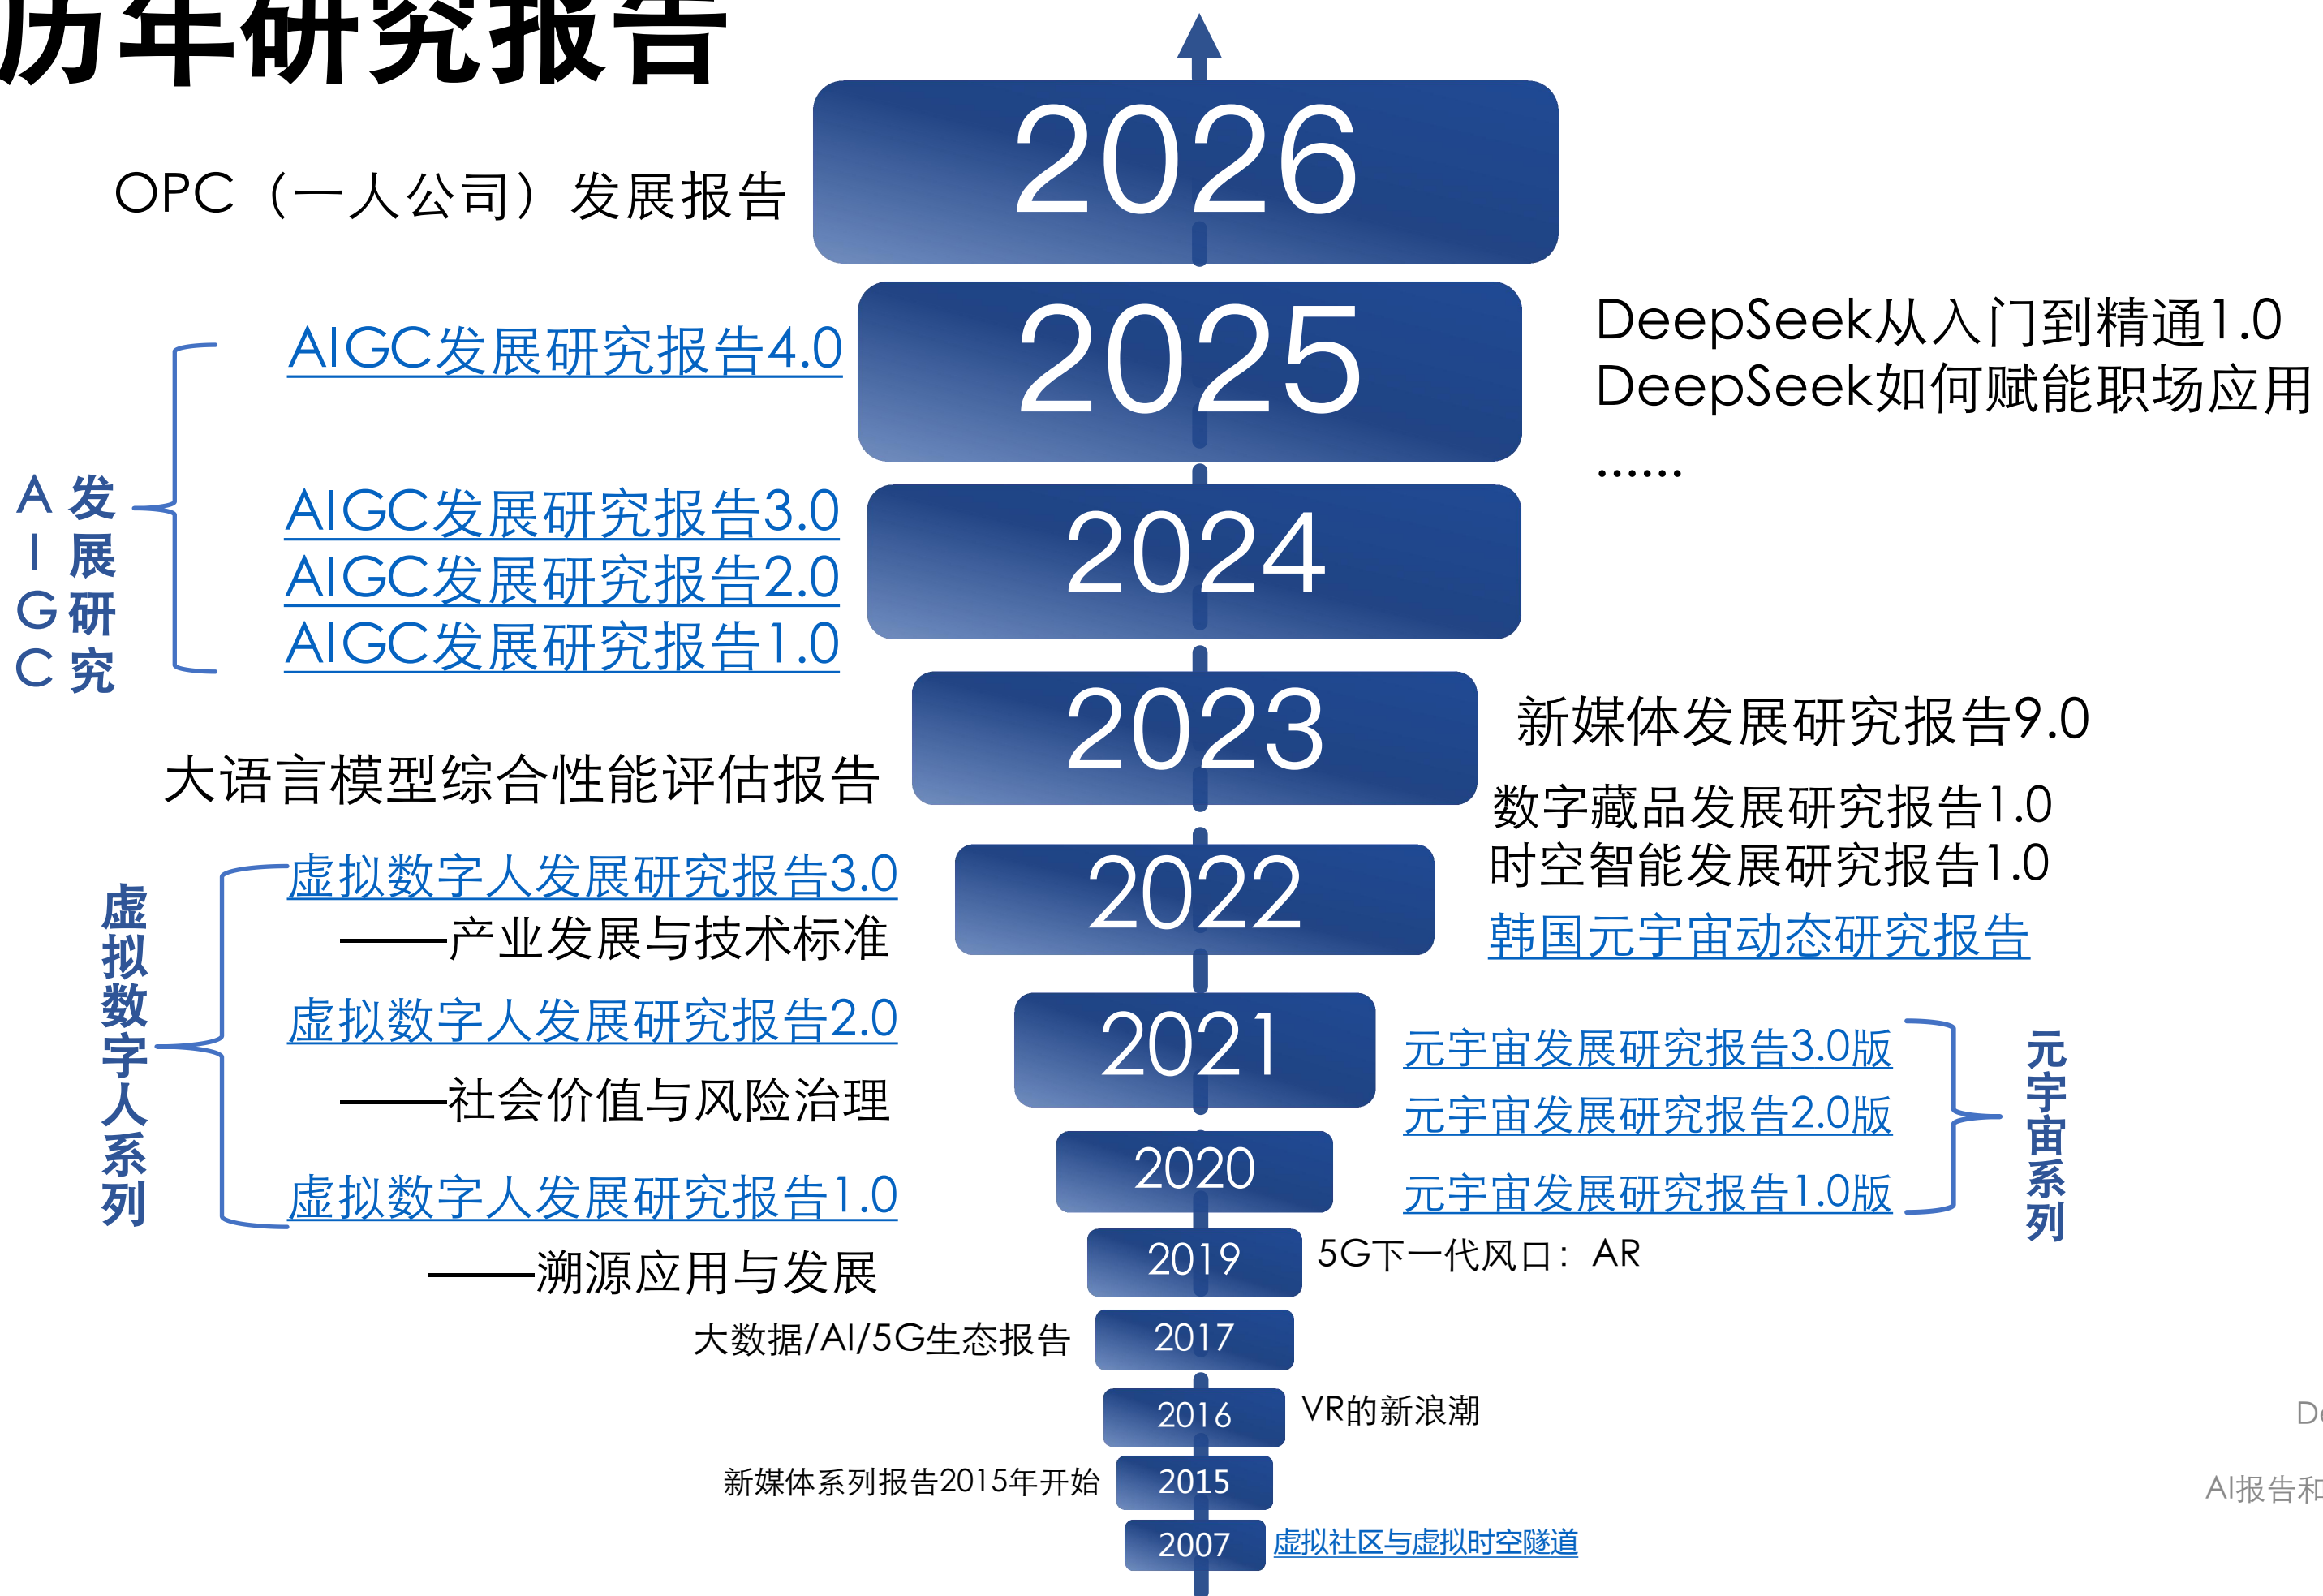 历年研究报告
2026
OPC（一人公司）发展报告
2025
AIGC发展研究报告4.0
DeepSeek从入门到精通1.0
DeepSeek如何赋能职场应用
......
AIGC
发展研究
2024
AIGC发展研究报告3.0
AIGC发展研究报告2.0
AIGC发展研究报告1.0
2023
新媒体发展研究报告9.0
大语言模型综合性能评估报告
数字藏品发展研究报告1.0
2022
时空智能发展研究报告1.0
韩国元宇宙动态研究报告
虚拟数字人系列
虚拟数字人发展研究报告3.0
——产业发展与技术标准
虚拟数字人发展研究报告2.0
——社会价值与风险治理
虚拟数字人发展研究报告1.0
——溯源应用与发展
2021
元宇宙发展研究报告3.0版
元宇宙发展研究报告2.0版
元宇宙发展研究报告1.0版
元宇宙系列
2020
2019
5G下一代风口：AR
大数据/AI/5G生态报告
2017
2016
VR的新浪潮
新媒体系列报告2015年开始
2015
2007
虚拟社区与虚拟时空隧道
AI报告和